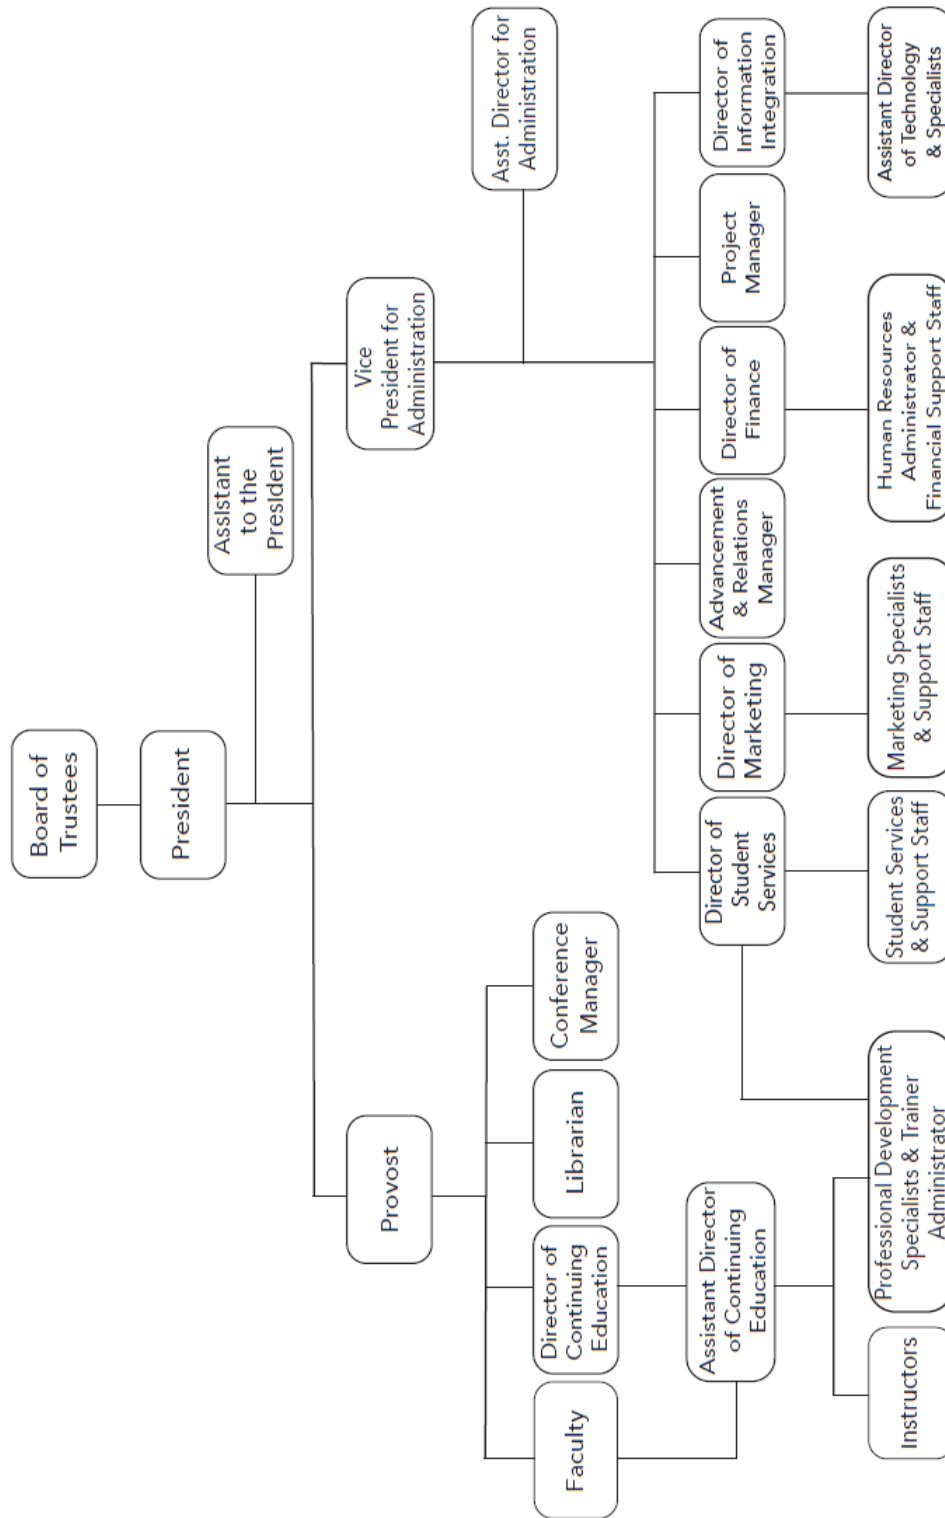 Board of
Trustees
President
Assistant
to the
President
Provost
Vice
President for
Administration
Asst. Director for
Administration
Faculty
Director of
Continuing
Education
Librarian
Conference
Manager
Assistant Director
of Continuing
Education
Director of
Student
Services
Director of
Marketing
Advancement
& Relations
Manager
Director of
Finance
Project
Manager
Director of
Information
Integration
Instructors
Professional Development
Specialists & Trainer
Administrator
Student Services
& Support Staff
Marketing Specialists
& Support Staff
Human Resources
Administrator &
Financial Support Staff
Assistant Director
of Technology
& Specialists